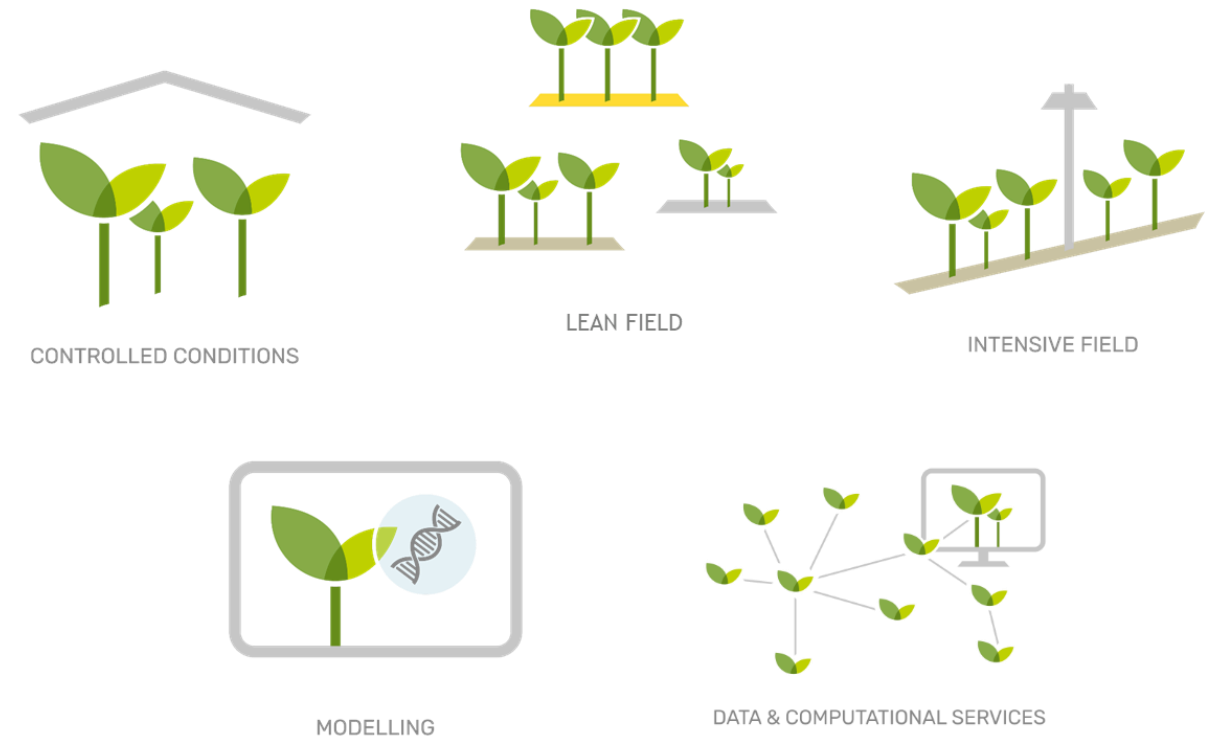 LEAN FIELD
INTENSIVE FIELD
CONTROLLED CONDITIONS
MODELLING
DATA & COMPUTATIONAL SERVICES